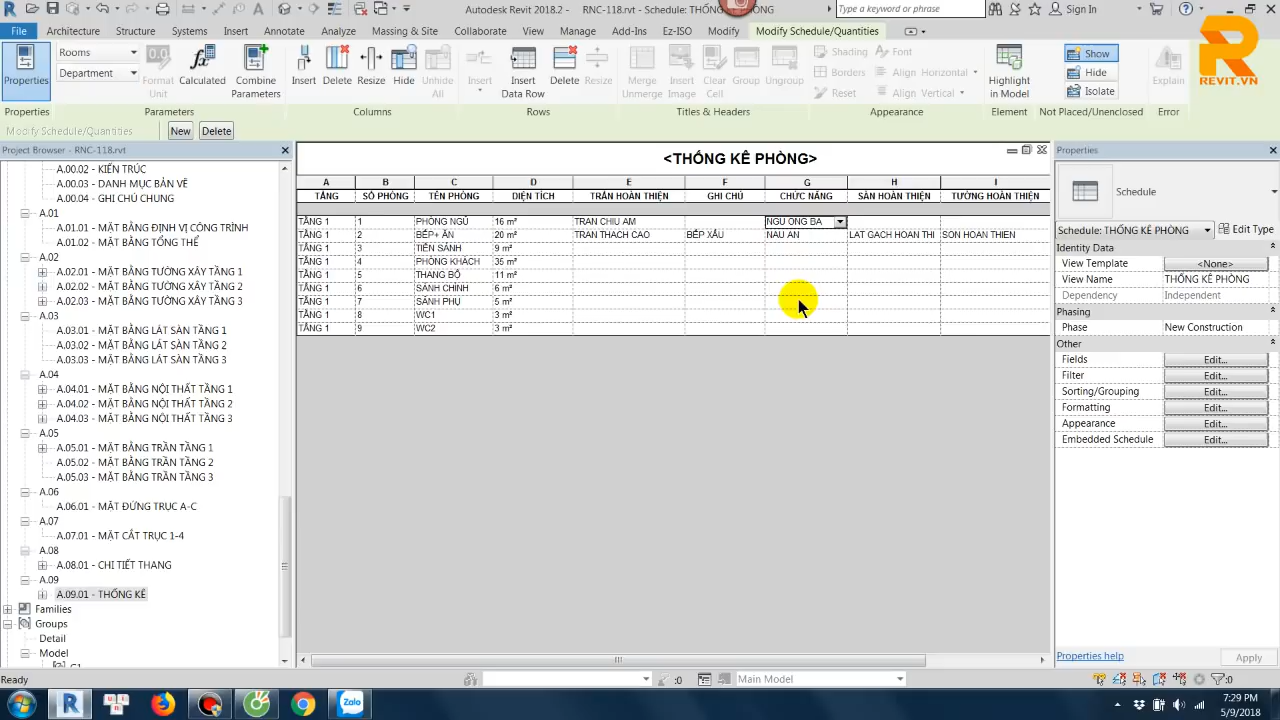 Autodesk Revit 2018.2 - RNC-118.rvt - Schedule: THỐNG KÊ PHÒNG
Type a keyword or phrase
Sign In
File Architecture Structure Systems Insert Annotate Analyze Massing & Site Collaborate View Manage Add-Ins Ez-ISO Modify Modify Schedule/Quantities
Rooms
Department
Properties
Format Unit
Calculated
Combine Parameters
Insert
Delete
Resize
Hide
Unhide All
Insert
Insert Data Row
Delete
Resize
Merge Unmerge
Insert Image
Clear Cell
Group
Ungroup
Shading
Borders
Reset
Font
Align Horizontal
Align Vertical
Highlight in Model
Show
Hide
Isolate
Explain
REVIT.VN
Properties Parameters Columns Rows Titles & Headers Appearance Element Not Placed/Unenclosed Error
Modify Schedule/Quantities New Delete
Project Browser - RNC-118.rvt
A.00.02 - KIẾN TRÚC
A.00.03 - DANH MỤC BẢN VẼ
A.00.04 - GHI CHÚ CHUNG
A.01
A.01.01 - MẶT BẰNG ĐỊNH VỊ CÔNG TRÌNH
A.01.02 - MẶT BẰNG TỔNG THỂ
A.02
A.02.01 - MẶT BẰNG TƯỜNG XÂY TẦNG 1
A.02.02 - MẶT BẰNG TƯỜNG XÂY TẦNG 2
A.02.03 - MẶT BẰNG TƯỜNG XÂY TẦNG 3
A.03
A.03.01 - MẶT BẰNG LÁT SÀN TẦNG 1
A.03.02 - MẶT BẰNG LÁT SÀN TẦNG 2
A.03.03 - MẶT BẰNG LÁT SÀN TẦNG 3
A.04
A.04.01 - MẶT BẰNG NỘI THẤT TẦNG 1
A.04.02 - MẶT BẰNG NỘI THẤT TẦNG 2
A.04.03 - MẶT BẰNG NỘI THẤT TẦNG 3
A.05
A.05.01 - MẶT BẰNG TRẦN TẦNG 1
A.05.02 - MẶT BẰNG TRẦN TẦNG 2
A.05.03 - MẶT BẰNG TRẦN TẦNG 3
A.06
A.06.01 - MẶT ĐỨNG TRỤC A-C
A.07
A.07.01 - MẶT CẮT TRỤC 1-4
A.08
A.08.01 - CHI TIẾT THANG
A.09
A.09.01 - THỐNG KÊ
Families
Groups
Detail
Model
<THỐNG KÊ PHÒNG>
A B C D E F G H I
TẦNG SỐ PHÒNG TÊN PHÒNG DIỆN TÍCH TRẦN HOÀN THIỆN GHI CHÚ CHỨC NĂNG SÀN HOÀN THIỆN TƯỜNG HOÀN THIỆN
TẦNG 1 1 PHÒNG NGỦ 16 m² TRAN CHIU AM NGU ONG BA
TẦNG 1 2 BẾP+ ĂN 20 m² TRAN THACH CAO BẾP XẤU NAU AN LAT GACH HOAN THI SON HOAN THIEN
TẦNG 1 3 TIỀN SẢNH 9 m²
TẦNG 1 4 PHÒNG KHÁCH 35 m²
TẦNG 1 5 THANG BỘ 11 m²
TẦNG 1 6 SẢNH CHÍNH 6 m²
TẦNG 1 7 SẢNH PHỤ 5 m²
TẦNG 1 8 WC1 3 m²
TẦNG 1 9 WC2 3 m²
Properties
Schedule
Schedule: THỐNG KÊ PHÒNG Edit Type
Identity Data
View Template <None>
View Name THỐNG KÊ PHÒNG
Dependency Independent
Phasing
Phase New Construction
Other
Fields Edit...
Filter Edit...
Sorting/Grouping Edit...
Formatting Edit...
Appearance Edit...
Embedded Schedule Edit...
Properties help Apply
Ready :0 Main Model :0
Zalo
7:29 PM
5/9/2018